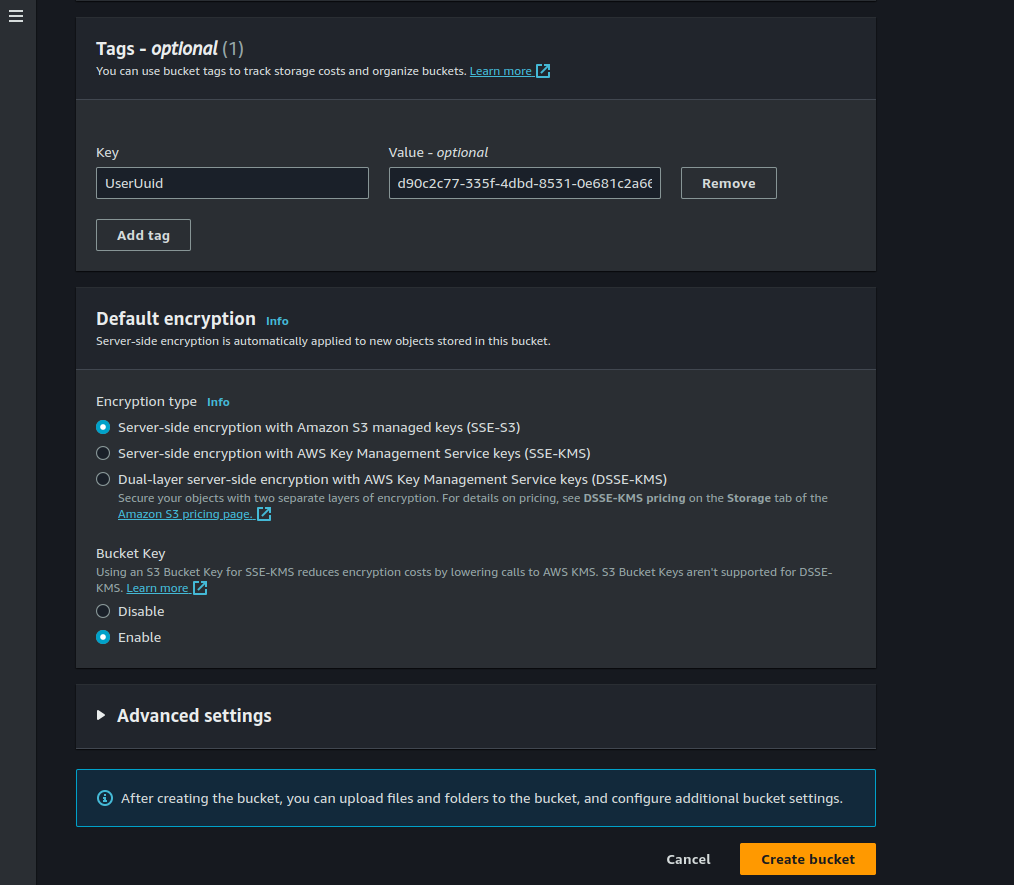 Tags - optional (1)
You can use bucket tags to track storage costs and organize buckets. Learn more
Key
Value - optional
UserUuid
d90c2c77-335f-4dbd-8531-0e681c2a66
Remove
Add tag
Default encryption Info
Server-side encryption is automatically applied to new objects stored in this bucket.
Encryption type Info
Server-side encryption with Amazon S3 managed keys (SSE-S3)
Server-side encryption with AWS Key Management Service keys (SSE-KMS)
Dual-layer server-side encryption with AWS Key Management Service keys (DSSE-KMS)
Secure your objects with two separate layers of encryption. For details on pricing, see DSSE-KMS pricing on the Storage tab of the
Amazon S3 pricing page.
Bucket Key
Using an S3 Bucket Key for SSE-KMS reduces encryption costs by lowering calls to AWS KMS. S3 Bucket Keys aren't supported for DSSE-
KMS. Learn more
Disable
Enable
Advanced settings
After creating the bucket, you can upload files and folders to the bucket, and configure additional bucket settings.
Cancel
Create bucket